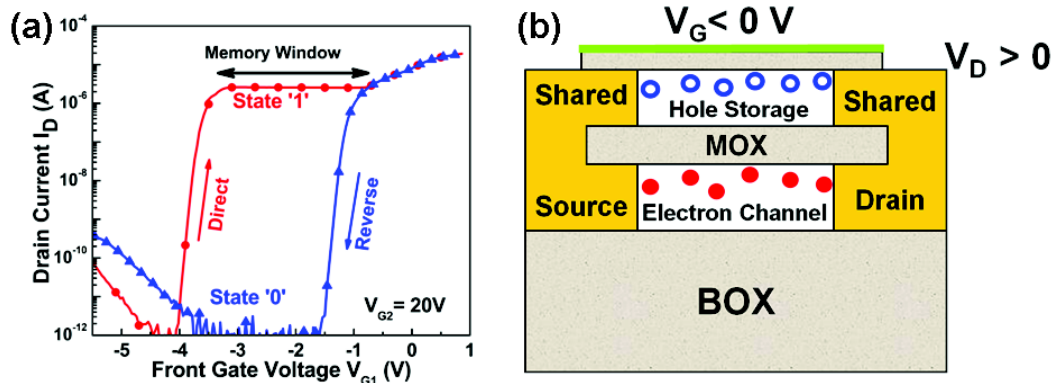 (a)
10⁻⁴
10⁻⁶
10⁻⁸
10⁻¹⁰
10⁻¹²
Drain Current I_D (A)
Memory Window
State '1'
Direct
Reverse
State '0'
V_G2= 20V
-5 -4 -3 -2 -1 0
Front Gate Voltage V_G1 (V)
(b)
V_G< 0 V
V_D > 0
Shared
Shared
Hole Storage
MOX
Source
Drain
Electron Channel
BOX